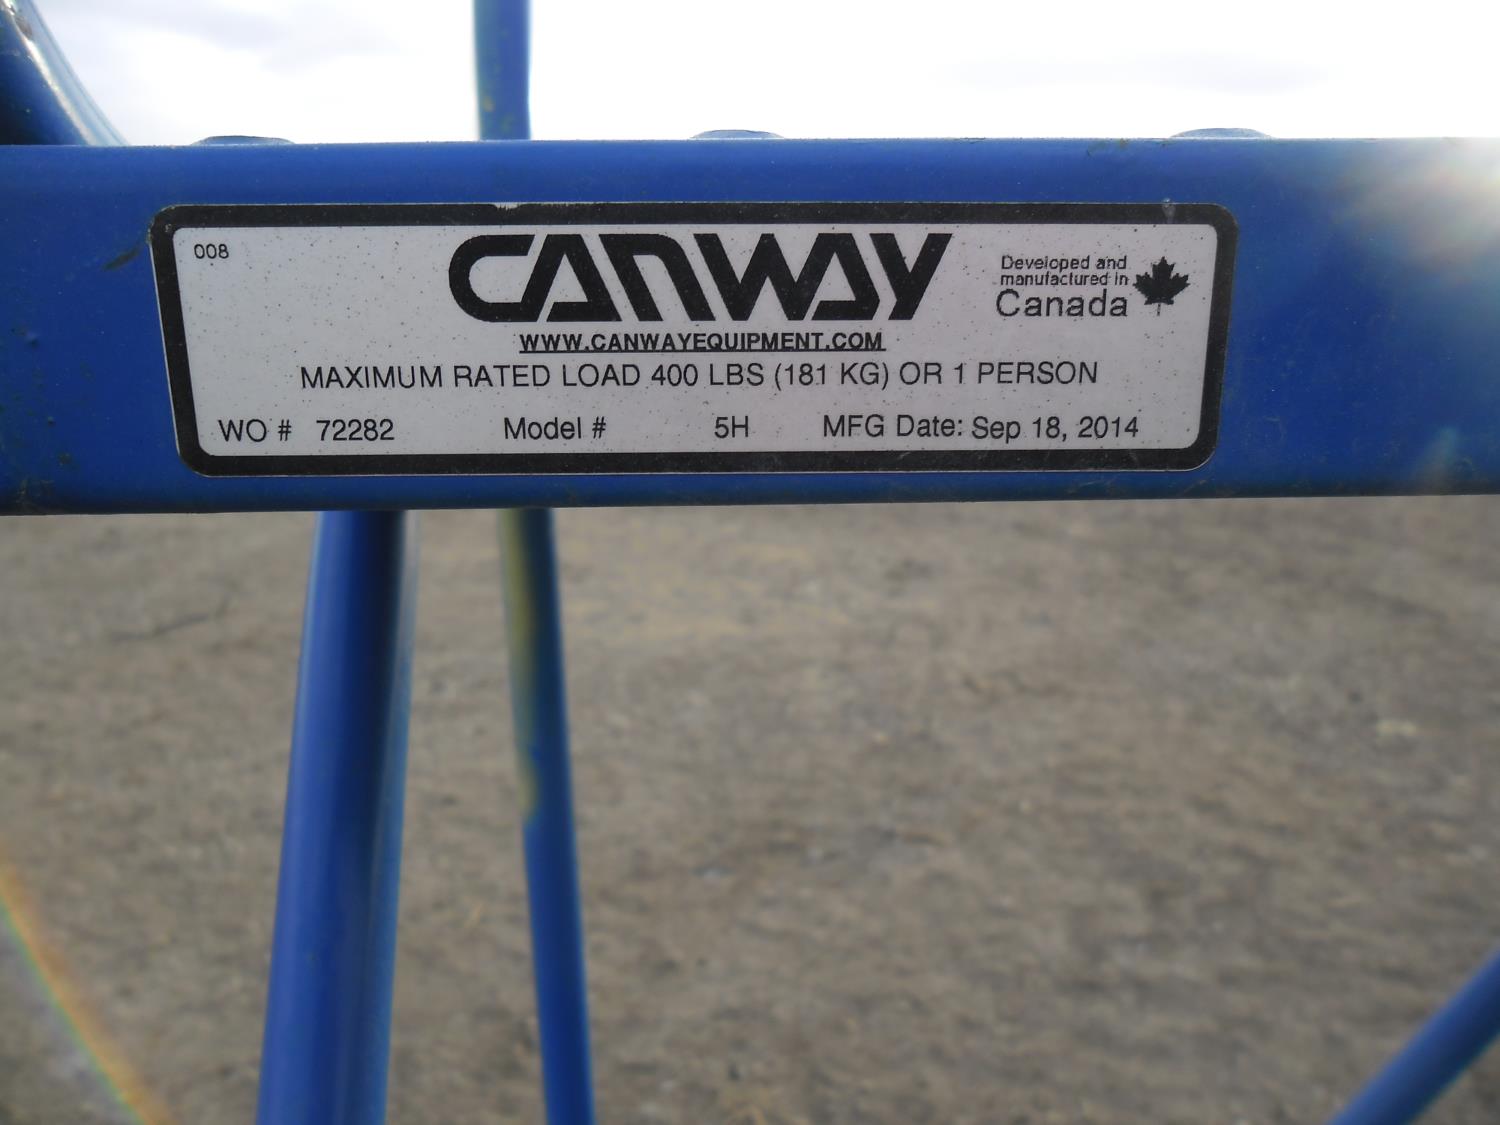 008
CANWAY
Developed and
manufactured in
Canada
WWW.CANWAYEQUIPMENT.COM
MAXIMUM RATED LOAD 400 LBS (181 KG) OR 1 PERSON
WO # 72282 Model # 5H MFG Date: Sep 18, 2014